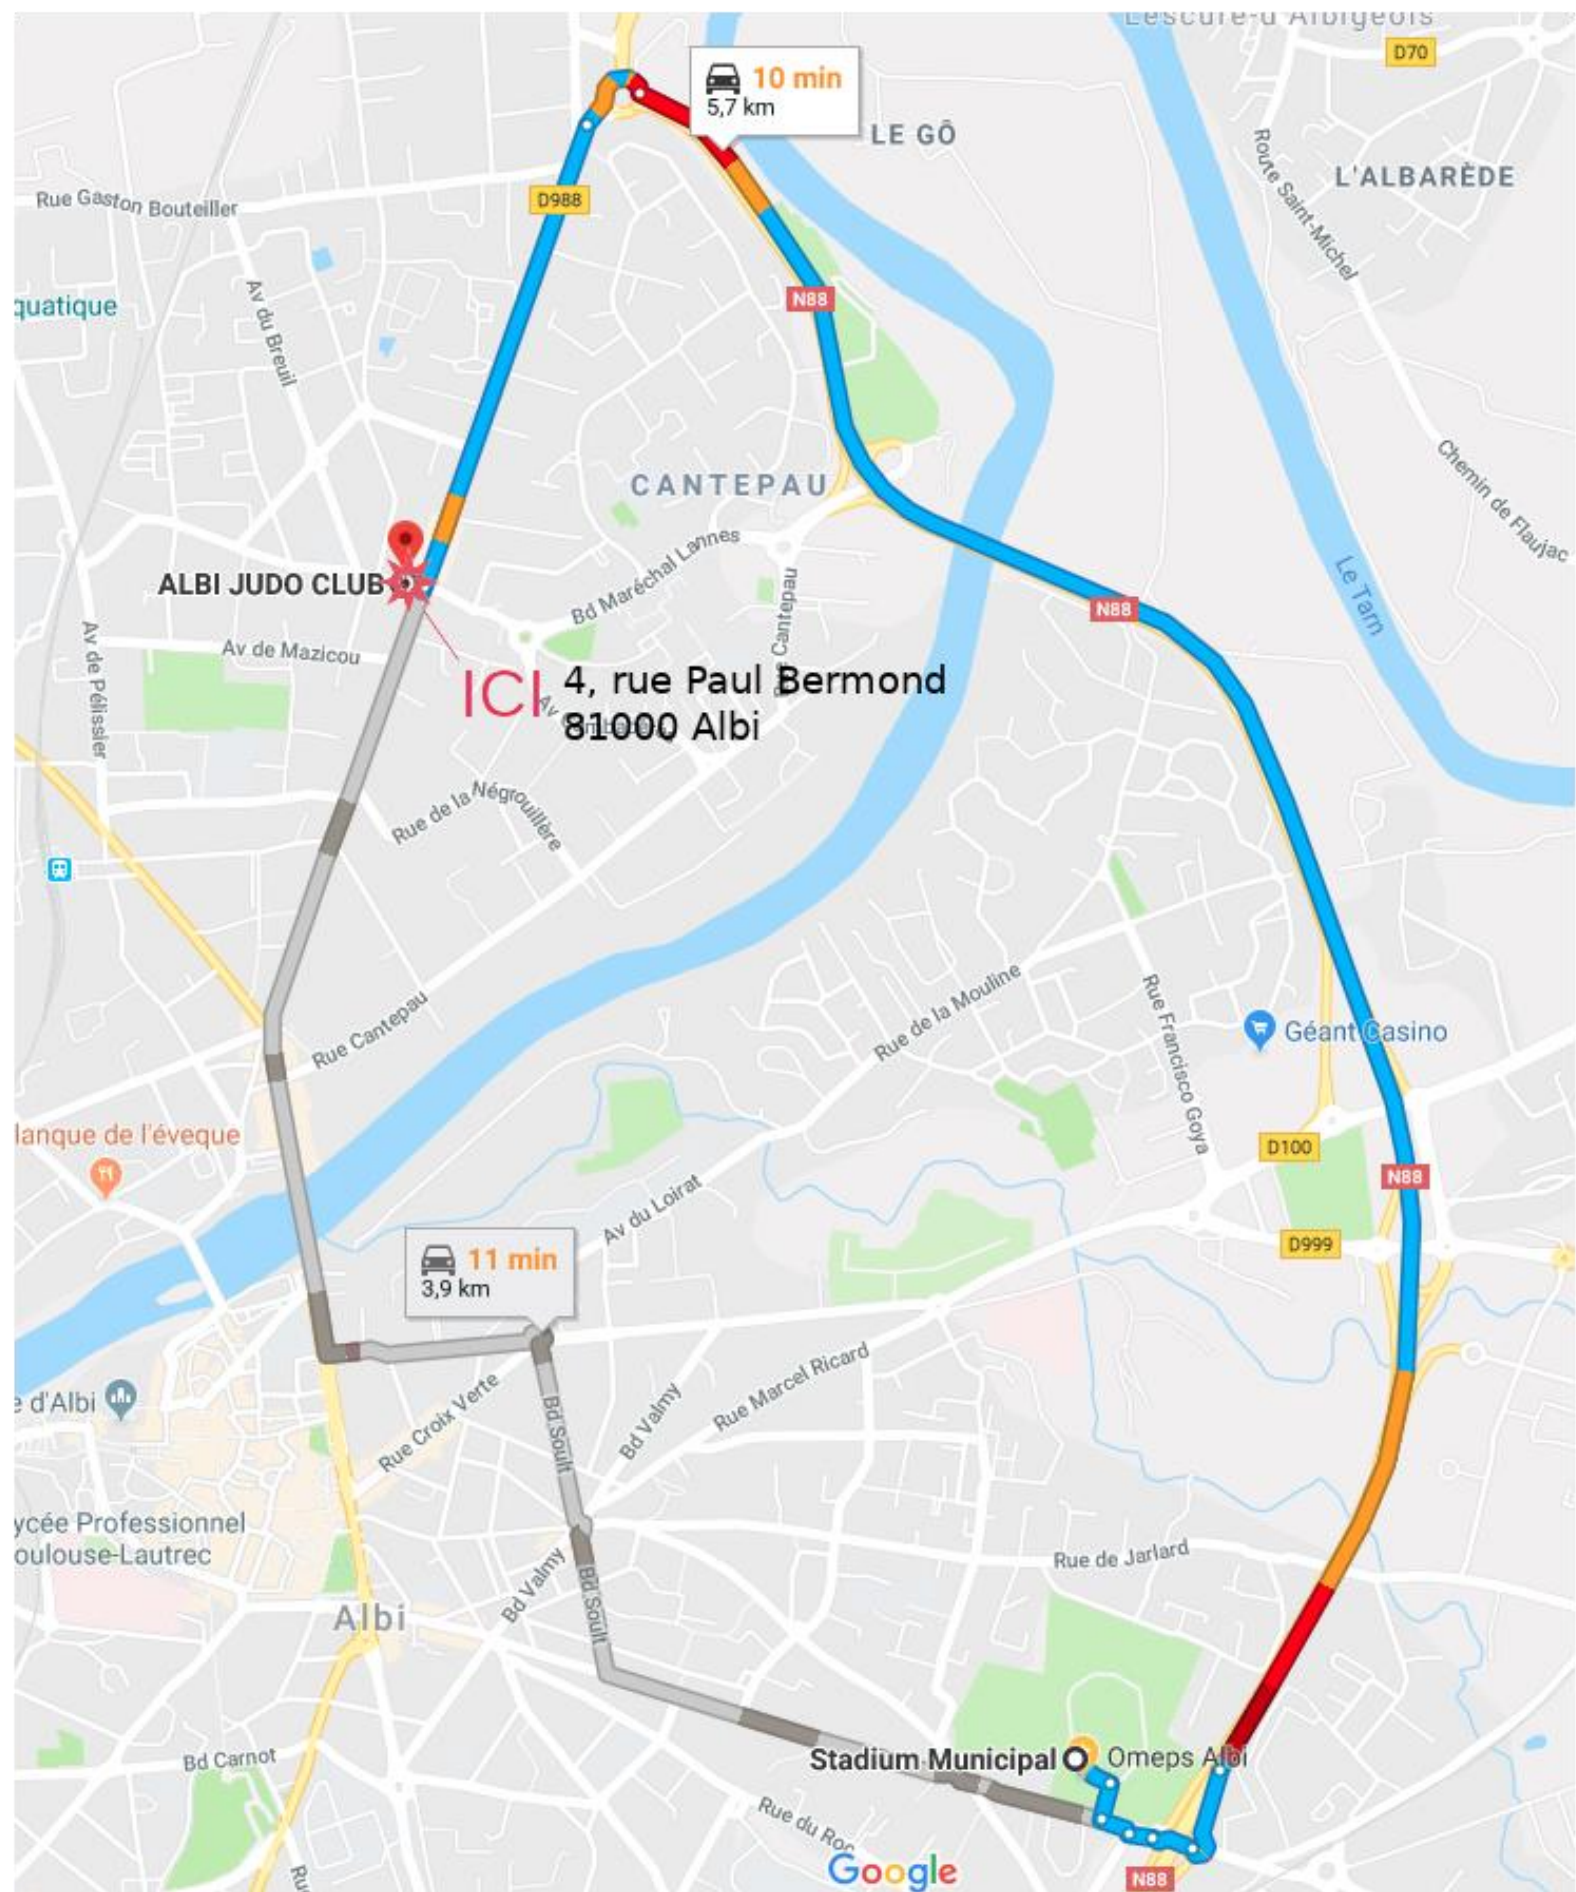 Lescure-d'Albigeois
D70
10 min
5,7 km
LE GÔ
L'ALBARÈDE
Route Saint-Michel
Rue Gaston Bouteiller
D988
quatique
Av du Breuil
N88
CANTEPAU
Chemin de Flaujac
Bd Maréchal Lannes
Le Tarn
ALBI JUDO CLUB
N88
Av de Pélissier
Av de Mazicou
Rue Cantepau
ICI
4, rue Paul Bermond
81000 Albi
Rue de la Négrouillère
Rue Cantepau
Rue de la Mouline
Rue Francisco Goya
Géant Casino
lanque de l'éveque
D100
N88
Av du Loirat
D999
11 min
3,9 km
Rue Marcel Ricard
e d'Albi
Rue Croix Verte
Bd Soult
Bd Valmy
ycée Professionnel
oulouse-Lautrec
Rue de Jarlard
Bd Valmy
Bd Soult
Albi
Stadium Municipal
Omeps Albi
Bd Carnot
Rue du Roc
Google
N88
Ru